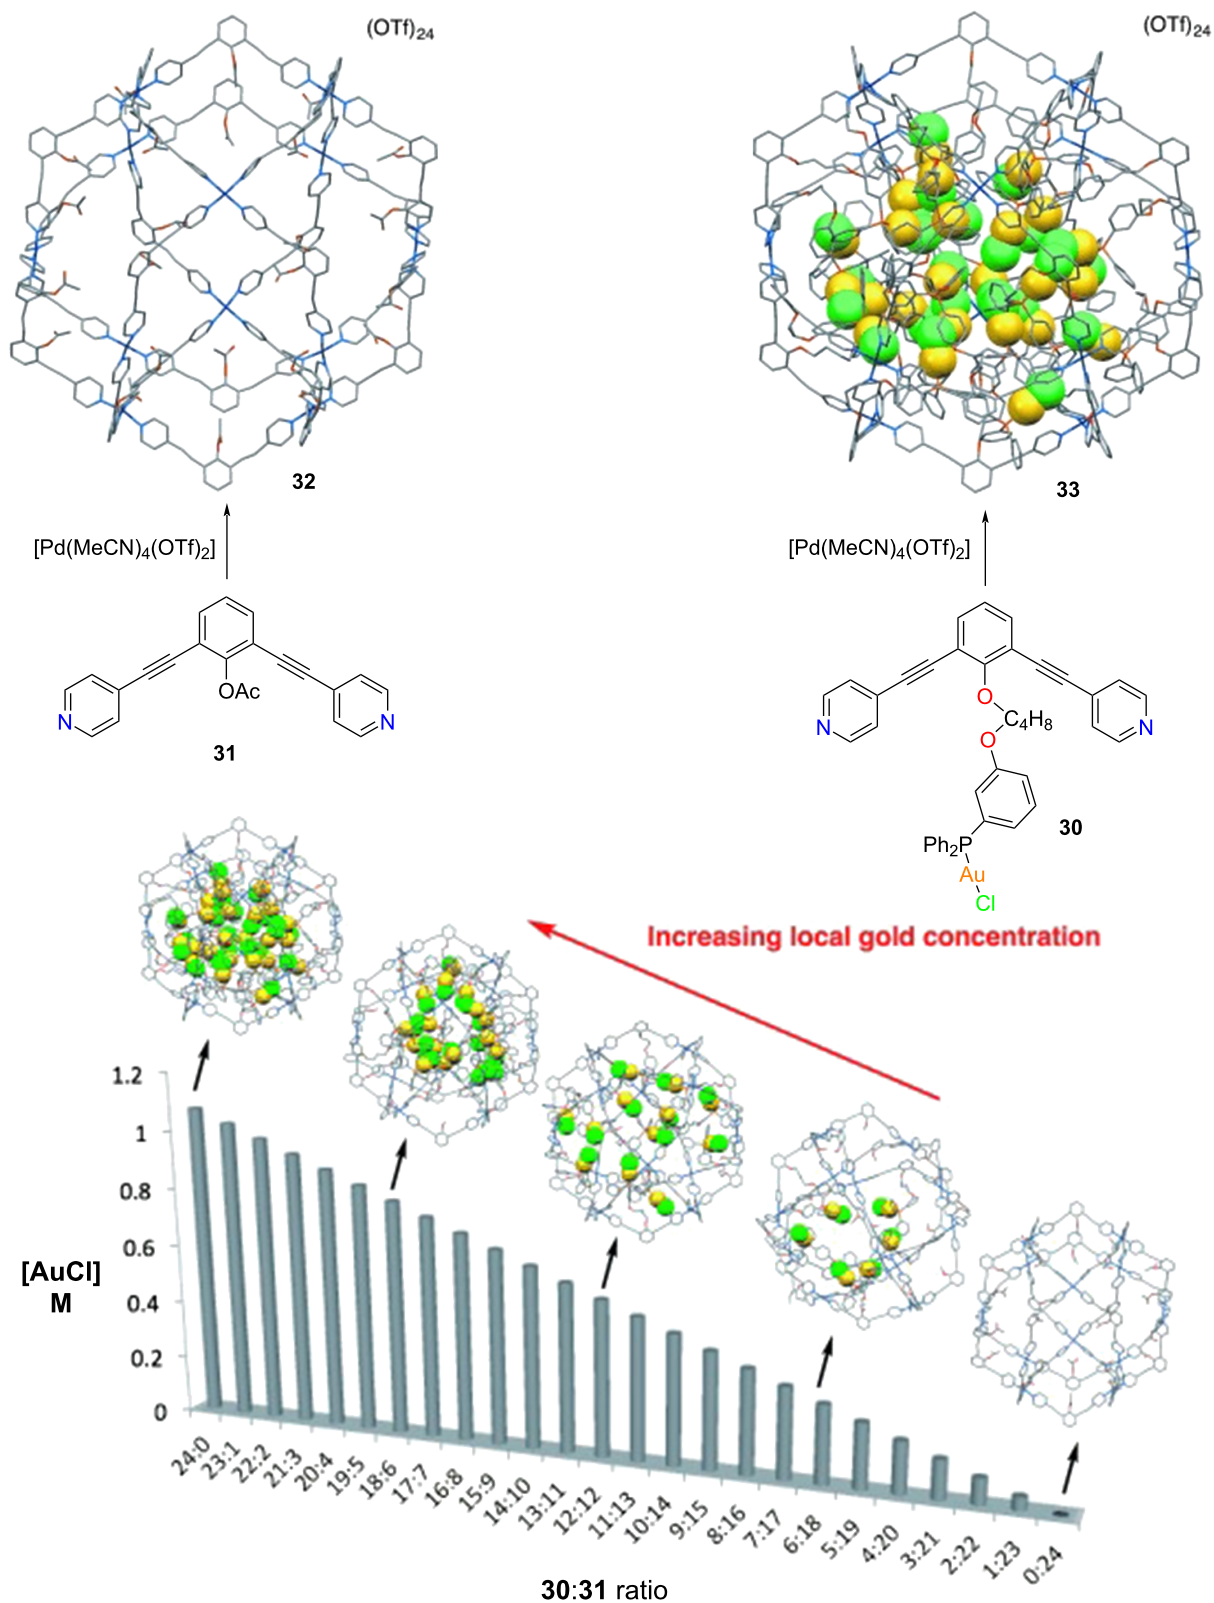 (OTf)24
(OTf)24
32
33
[Pd(MeCN)4(OTf)2]
[Pd(MeCN)4(OTf)2]
OAc
N
N
31
O
C4H8
O
N
N
30
Ph2P
Au
Cl
Increasing local gold concentration
1.2
1
0.8
0.6
0.4
0.2
0
[AuCl]
M
24:0
23:1
22:2
21:3
20:4
19:5
18:6
17:7
16:8
15:9
14:10
13:11
12:12
11:13
10:14
9:15
8:16
7:17
6:18
5:19
4:20
3:21
2:22
1:23
0:24
30:31 ratio